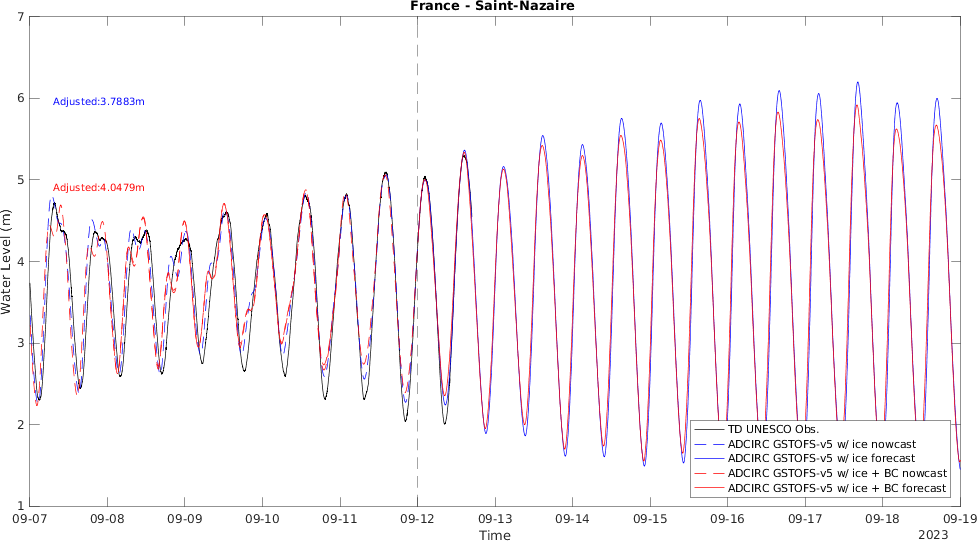 France - Saint-Nazaire
7
6
5
4
3
2
1
Water Level (m)
Adjusted:3.7883m
Adjusted:4.0479m
TD UNESCO Obs.
ADCIRC GSTOFS-v5 w/ ice nowcast
ADCIRC GSTOFS-v5 w/ ice forecast
ADCIRC GSTOFS-v5 w/ ice + BC nowcast
ADCIRC GSTOFS-v5 w/ ice + BC forecast
09-07 09-08 09-09 09-10 09-11 09-12 09-13 09-14 09-15 09-16 09-17 09-18 09-19
Time
2023